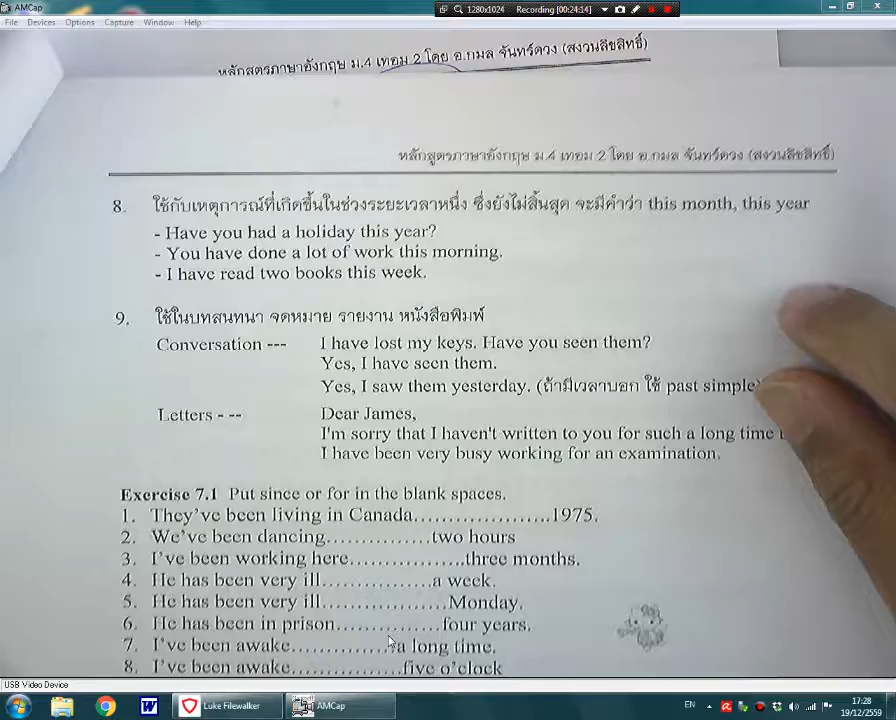 AMCap
1280x1024 Recording [00:24:14]
File Devices Options Capture Window Help
หลักสูตรภาษาอังกฤษ ม.4 เทอม 2 โดย อ.กมล จันทร์ดวง (สงวนลิขสิทธิ์)
หลักสูตรภาษาอังกฤษ ม.4 เทอม 2 โดย อ.กมล จันทร์ดวง (สงวนลิขสิทธิ์)
8. ใช้กับเหตุการณ์ที่เกิดขึ้นในช่วงระยะเวลาหนึ่ง ซึ่งยังไม่สิ้นสุด จะมีคำว่า this month, this year
- Have you had a holiday this year?
- You have done a lot of work this morning.
- I have read two books this week.
9. ใช้ในบทสนทนา จดหมาย รายงาน หนังสือพิมพ์
Conversation --- I have lost my keys. Have you seen them?
Yes, I have seen them.
Yes, I saw them yesterday. (ถ้ามีเวลาบอก ใช้ past simple)
Letters - -- Dear James,
I'm sorry that I haven't written to you for such a long time
I have been very busy working for an examination.
Exercise 7.1 Put since or for in the blank spaces.
1. They've been living in Canada.....................1975.
2. We've been dancing................two hours
3. I've been working here.................three months.
4. He has been very ill................a week.
5. He has been very ill..................Monday.
6. He has been in prison................four years.
7. I've been awake..............a long time.
8. I've been awake................five o'clock
USB Video Device
Luke Filewalker
AMCap
EN
17:28
19/12/2559